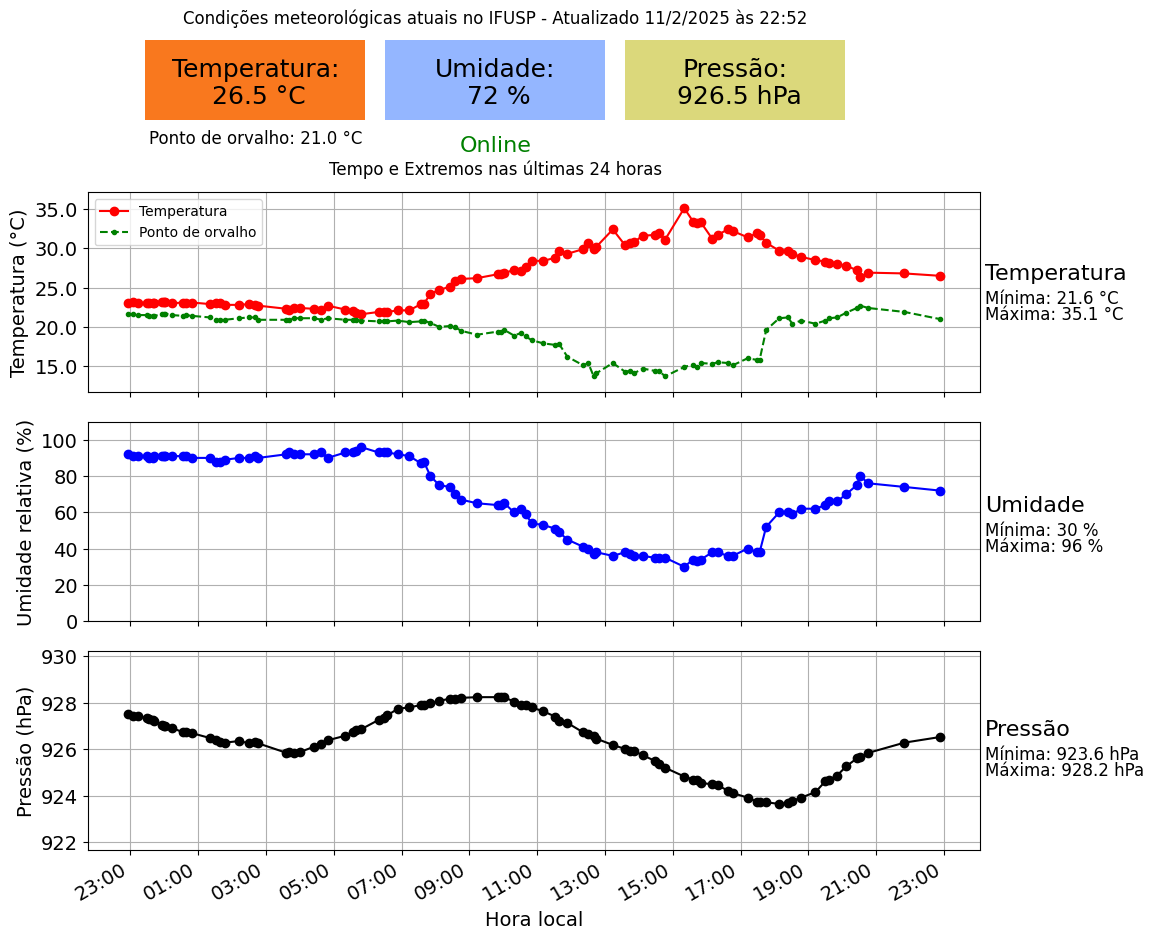 Condições meteorológicas atuais no IFUSP - Atualizado 11/2/2025 às 22:52
Temperatura:
26.5 °C
Umidade:
72 %
Pressão:
926.5 hPa
Ponto de orvalho: 21.0 °C
Online
Tempo e Extremos nas últimas 24 horas
Temperatura (°C)
35.0
30.0
25.0
20.0
15.0
Temperatura
Ponto de orvalho
Temperatura
Mínima: 21.6 °C
Máxima: 35.1 °C
Umidade relativa (%)
100
80
60
40
20
0
Umidade
Mínima: 30 %
Máxima: 96 %
Pressão (hPa)
930
928
926
924
922
Pressão
Mínima: 923.6 hPa
Máxima: 928.2 hPa
23:00
01:00
03:00
05:00
07:00
09:00
11:00
13:00
15:00
17:00
19:00
21:00
23:00
Hora local